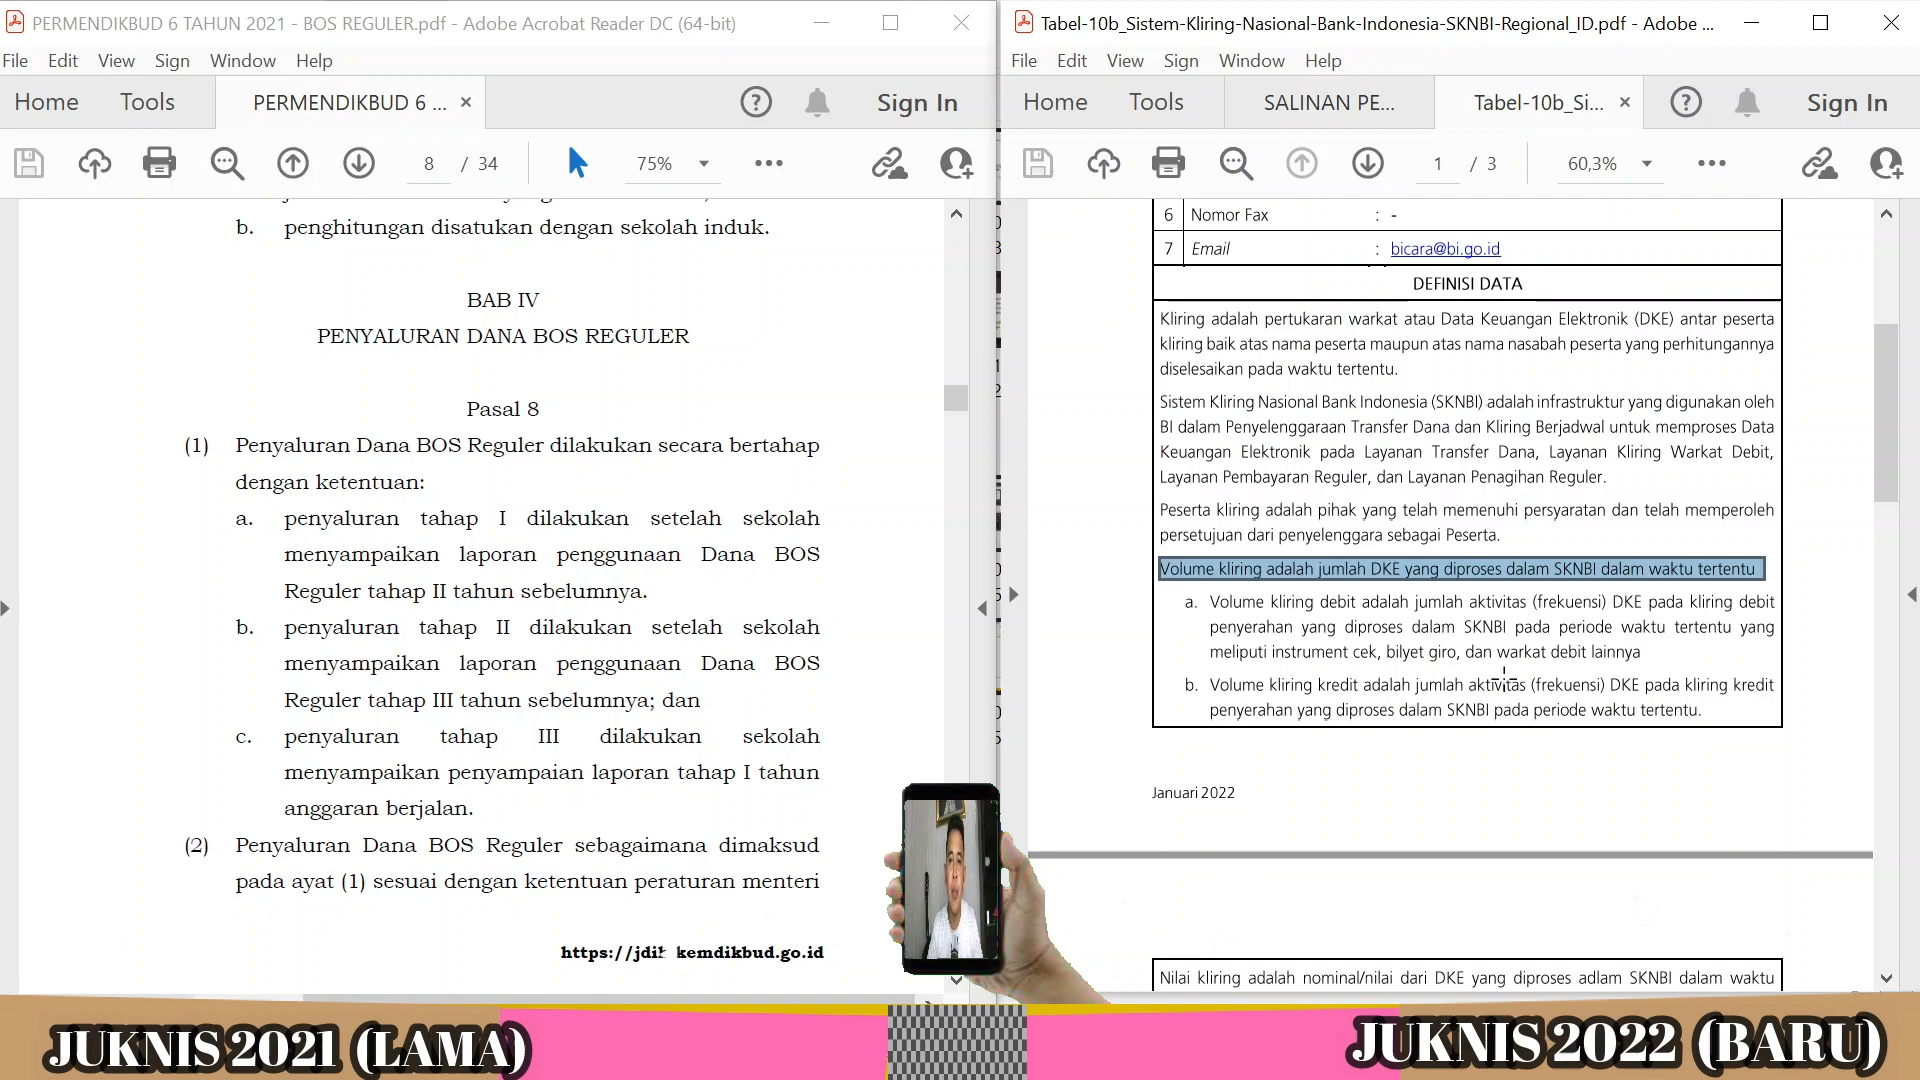 PERMENDIKBUD 6 TAHUN 2021 - BOS REGULER.pdf - Adobe Acrobat Reader DC (64-bit)
File Edit View Sign Window Help
Home Tools PERMENDIKBUD 6 ... × Sign In
8 / 34 75%
b. penghitungan disatukan dengan sekolah induk.
BAB IV
PENYALURAN DANA BOS REGULER
Pasal 8
(1) Penyaluran Dana BOS Reguler dilakukan secara bertahap
dengan ketentuan:
a. penyaluran tahap I dilakukan setelah sekolah
menyampaikan laporan penggunaan Dana BOS
Reguler tahap II tahun sebelumnya.
b. penyaluran tahap II dilakukan setelah sekolah
menyampaikan laporan penggunaan Dana BOS
Reguler tahap III tahun sebelumnya; dan
c. penyaluran tahap III dilakukan sekolah
menyampaikan penyampaian laporan tahap I tahun
anggaran berjalan.
(2) Penyaluran Dana BOS Reguler sebagaimana dimaksud
pada ayat (1) sesuai dengan ketentuan peraturan menteri
https://jdih kemdikbud.go.id
Tabel-10b_Sistem-Kliring-Nasional-Bank-Indonesia-SKNBI-Regional_ID.pdf - Adobe ...
File Edit View Sign Window Help
Home Tools SALINAN PE... Tabel-10b_Si... × Sign In
1 / 3 60,3%
6 Nomor Fax : -
7 Email : bicara@bi.go.id
DEFINISI DATA
Kliring adalah pertukaran warkat atau Data Keuangan Elektronik (DKE) antar peserta
kliring baik atas nama peserta maupun atas nama nasabah peserta yang perhitungannya
diselesaikan pada waktu tertentu.
Sistem Kliring Nasional Bank Indonesia (SKNBI) adalah infrastruktur yang digunakan oleh
BI dalam Penyelenggaraan Transfer Dana dan Kliring Berjadwal untuk memproses Data
Keuangan Elektronik pada Layanan Transfer Dana, Layanan Kliring Warkat Debit,
Layanan Pembayaran Reguler, dan Layanan Penagihan Reguler.
Peserta kliring adalah pihak yang telah memenuhi persyaratan dan telah memperoleh
persetujuan dari penyelenggara sebagai Peserta.
Volume kliring adalah jumlah DKE yang diproses dalam SKNBI dalam waktu tertentu
a. Volume kliring debit adalah jumlah aktivitas (frekuensi) DKE pada kliring debit
penyerahan yang diproses dalam SKNBI pada periode waktu tertentu yang
meliputi instrument cek, bilyet giro, dan warkat debit lainnya
b. Volume kliring kredit adalah jumlah aktivitas (frekuensi) DKE pada kliring kredit
penyerahan yang diproses dalam SKNBI pada periode waktu tertentu.
Januari 2022
Nilai kliring adalah nominal/nilai dari DKE yang diproses adlam SKNBI dalam waktu
JUKNIS 2021 (LAMA)
JUKNIS 2022 (BARU)